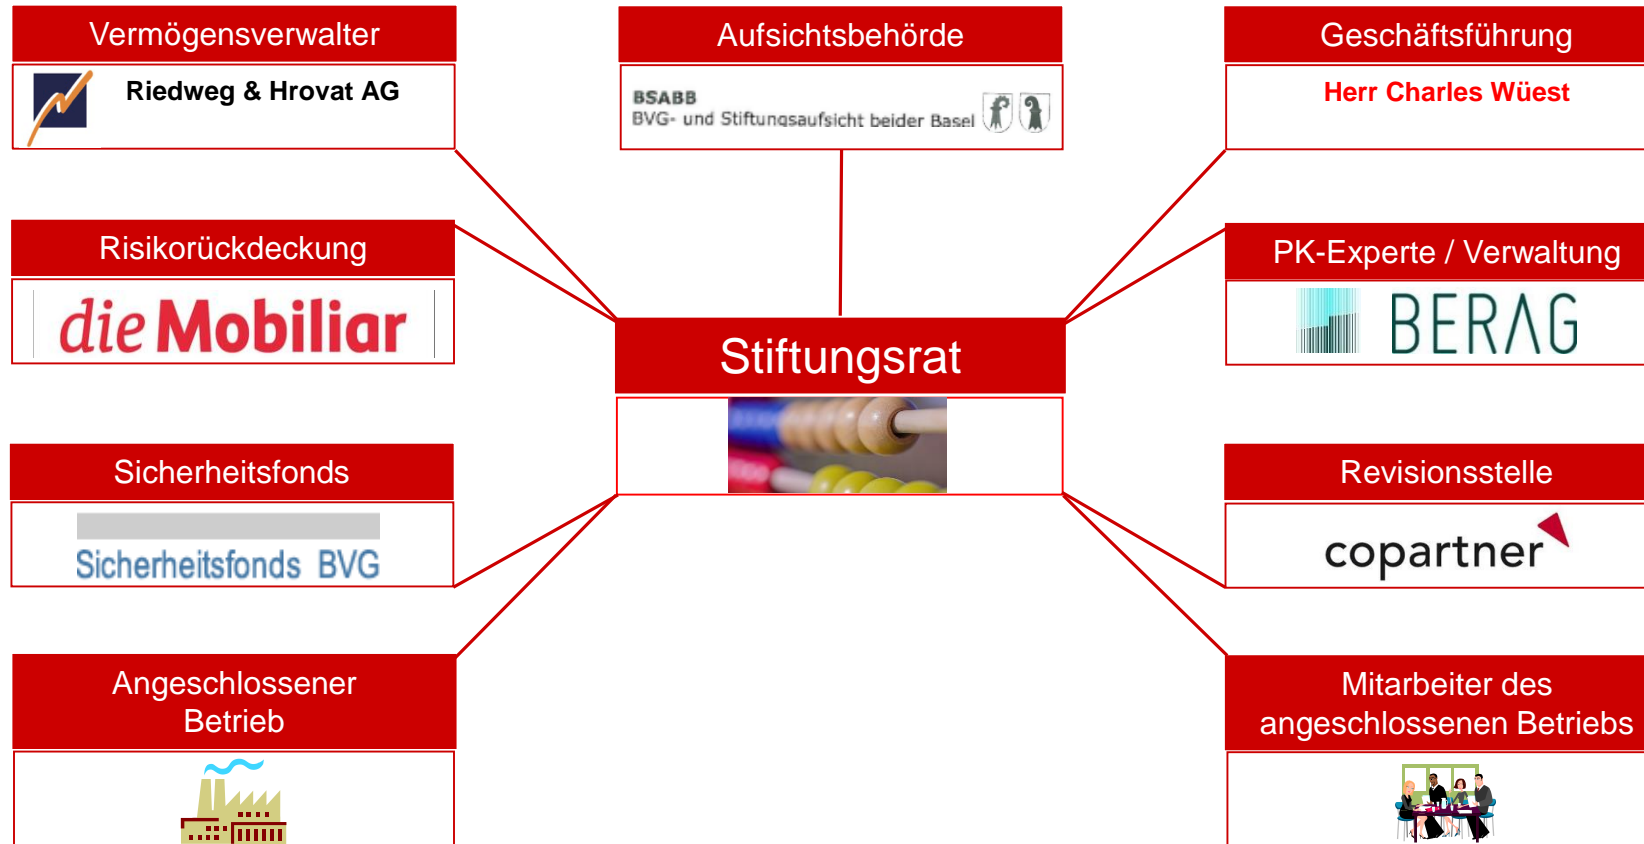 Vermögensverwalter
Riedweg & Hrovat AG
Aufsichtsbehörde
BSABB
BVG- und Stiftungsaufsicht beider Basel
Geschäftsführung
Herr Charles Wüest
Risikorückdeckung
die Mobiliar
PK-Experte / Verwaltung
BERAG
Stiftungsrat
Sicherheitsfonds
Sicherheitsfonds BVG
Revisionsstelle
copartner
Angeschlossener
Betrieb
Mitarbeiter des
angeschlossenen Betriebs